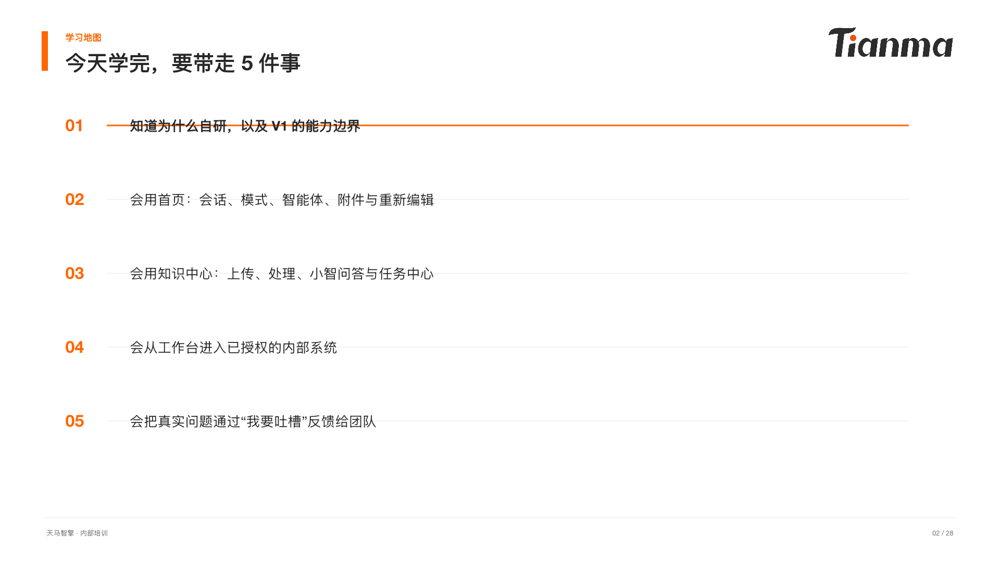 学习地图
今天学完，要带走 5 件事
Tianma
01 知道为什么自研，以及 V1 的能力边界
02 会用首页：会话、模式、智能体、附件与重新编辑
03 会用知识中心：上传、处理、小智问答与任务中心
04 会从工作台进入已授权的内部系统
05 会把真实问题通过“我要吐槽”反馈给团队
天马智擎 · 内部培训
02 / 28